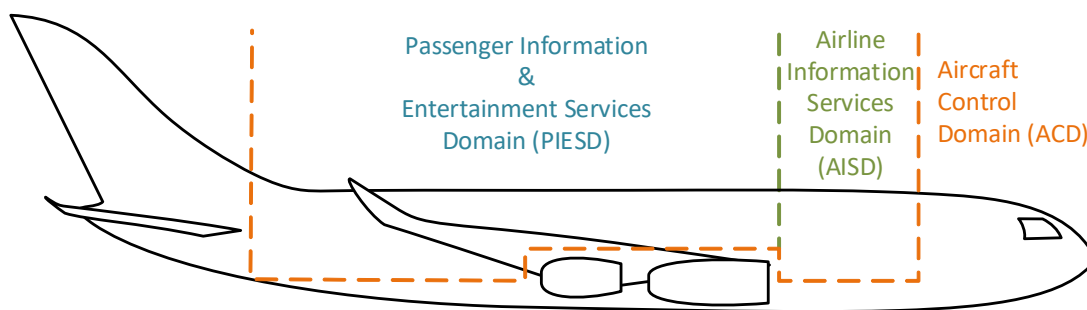 Passenger Information
&
Entertainment Services
Domain (PIESD)
Airline
Information
Services
Domain
(AISD)
Aircraft
Control
Domain (ACD)